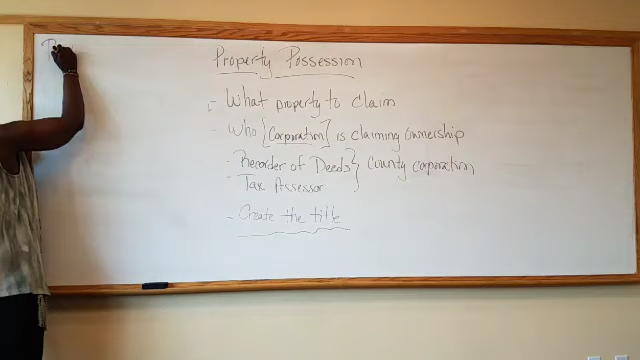 Property Possession
- What property to claim
- Who [Corporation] is claiming ownership
- Recorder of Deeds } County corporation
- Tax Assessor
- Create the title